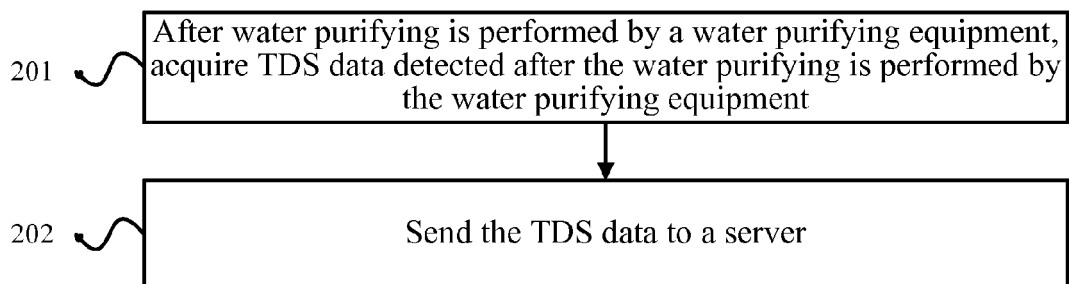 After water purifying is performed by a water purifying equipment,
201
acquire TDS data detected after the water purifying is performed by
the water purifying equipment
202
Send the TDS data to a server